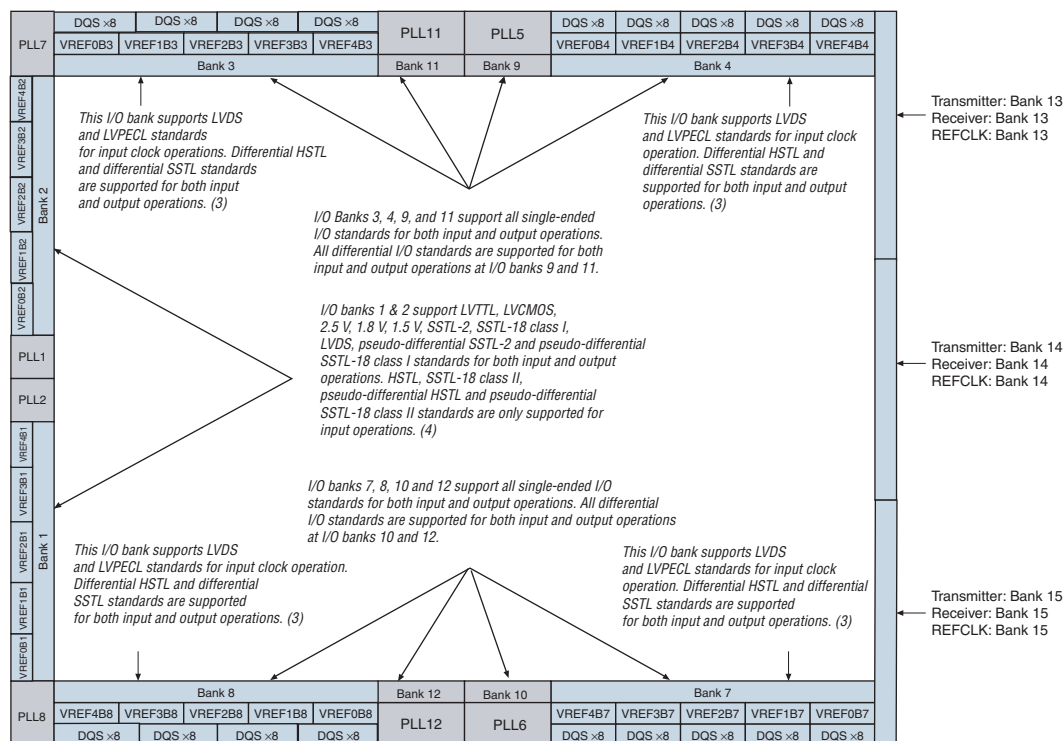 PLL7
DQS ×8 DQS ×8 DQS ×8 DQS ×8
VREF0B3 VREF1B3 VREF2B3 VREF3B3 VREF4B3
Bank 3
PLL11
Bank 11
PLL5
Bank 9
DQS ×8 DQS ×8 DQS ×8 DQS ×8 DQS ×8
VREF0B4 VREF1B4 VREF2B4 VREF3B4 VREF4B4
Bank 4
VREF4B2
VREF3B2
VREF2B2
VREF1B2
VREF0B2
Bank 2
This I/O bank supports LVDS
and LVPECL standards
for input clock operations. Differential HSTL
and differential SSTL standards
are supported for both input
and output operations. (3)
This I/O bank supports LVDS
and LVPECL standards for input clock
operation. Differential HSTL and
differential SSTL standards are
supported for both input and output
operations. (3)
Transmitter: Bank 13
Receiver: Bank 13
REFCLK: Bank 13
I/O Banks 3, 4, 9, and 11 support all single-ended
I/O standards for both input and output operations.
All differential I/O standards are supported for both
input and output operations at I/O banks 9 and 11.
I/O banks 1 & 2 support LVTTL, LVCMOS,
2.5 V, 1.8 V, 1.5 V, SSTL-2, SSTL-18 class I,
LVDS, pseudo-differential SSTL-2 and pseudo-differential
SSTL-18 class I standards for both input and output
operations. HSTL, SSTL-18 class II,
pseudo-differential HSTL and pseudo-differential
SSTL-18 class II standards are only supported for
input operations. (4)
PLL1
PLL2
Transmitter: Bank 14
Receiver: Bank 14
REFCLK: Bank 14
VREF4B1
VREF3B1
VREF2B1
VREF1B1
VREF0B1
Bank 1
I/O banks 7, 8, 10 and 12 support all single-ended I/O
standards for both input and output operations. All differential
I/O standards are supported for both input and output operations
at I/O banks 10 and 12.
This I/O bank supports LVDS
and LVPECL standards for input clock operation.
Differential HSTL and differential
SSTL standards are supported
for both input and output operations. (3)
This I/O bank supports LVDS
and LVPECL standards for input clock
operation. Differential HSTL and differential
SSTL standards are supported
for both input and output operations. (3)
Transmitter: Bank 15
Receiver: Bank 15
REFCLK: Bank 15
PLL8
Bank 8
VREF4B8 VREF3B8 VREF2B8 VREF1B8 VREF0B8
DQS ×8 DQS ×8 DQS ×8 DQS ×8
Bank 12
PLL12
Bank 10
PLL6
Bank 7
VREF4B7 VREF3B7 VREF2B7 VREF1B7 VREF0B7
DQS ×8 DQS ×8 DQS ×8 DQS ×8 DQS ×8